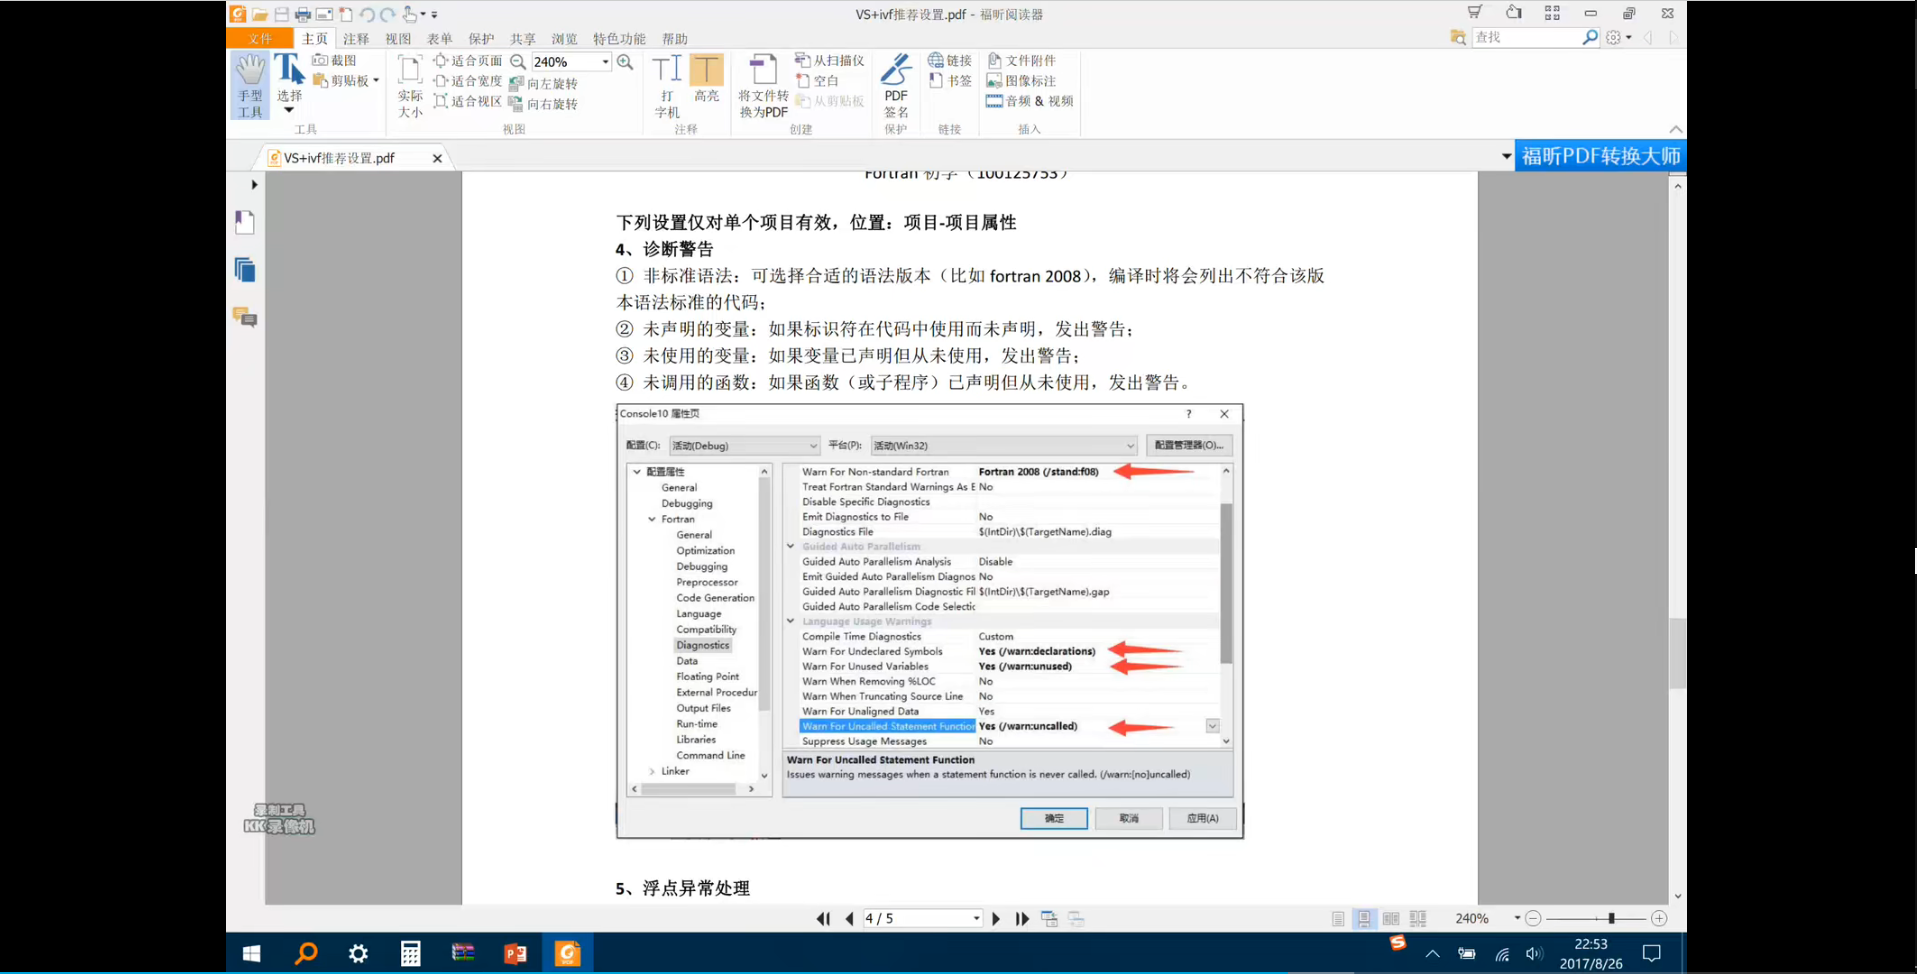 VS+ivf推荐设置.pdf - 福昕阅读器
文件 主页 注释 视图 表单 保护 共享 浏览 特色功能 帮助
查找
手型工具
选择
截图
剪贴板
工具
实际大小
适合页面
适合宽度
适合视区
240%
向左旋转
向右旋转
视图
打字机
高亮
注释
将文件转换为PDF
从扫描仪
空白
从剪贴板
创建
PDF签名
保护
链接
书签
链接
文件附件
图像标注
音频 & 视频
插入
VS+ivf推荐设置.pdf
福昕PDF转换大师
Fortran 初学（100125753）
下列设置仅对单个项目有效，位置：项目-项目属性
4、诊断警告
① 非标准语法：可选择合适的语法版本（比如 fortran 2008），编译时将会列出不符合该版
本语法标准的代码；
② 未声明的变量：如果标识符在代码中使用而未声明，发出警告；
③ 未使用的变量：如果变量已声明但从未使用，发出警告；
④ 未调用的函数：如果函数（或子程序）已声明但从未使用，发出警告。
Console10 属性页
?
配置(C): 活动(Debug) 平台(P): 活动(Win32) 配置管理器(O)...
配置属性
General
Debugging
Fortran
General
Optimization
Debugging
Preprocessor
Code Generation
Language
Compatibility
Diagnostics
Data
Floating Point
External Procedur
Output Files
Run-time
Libraries
Command Line
Linker
Warn For Non-standard Fortran Fortran 2008 (/stand:f08)
Treat Fortran Standard Warnings As E No
Disable Specific Diagnostics
Emit Diagnostics to File No
Diagnostics File $(IntDir)\$(TargetName).diag
Guided Auto Parallelism
Guided Auto Parallelism Analysis Disable
Emit Guided Auto Parallelism Diagnos No
Guided Auto Parallelism Diagnostic Fil $(IntDir)\$(TargetName).gap
Guided Auto Parallelism Code Selectic
Language Usage Warnings
Compile Time Diagnostics Custom
Warn For Undeclared Symbols Yes (/warn:declarations)
Warn For Unused Variables Yes (/warn:unused)
Warn When Removing %LOC No
Warn When Truncating Source Line No
Warn For Unaligned Data Yes
Warn For Uncalled Statement Function Yes (/warn:uncalled)
Suppress Usage Messages No
Warn For Uncalled Statement Function
Issues warning messages when a statement function is never called. (/warn:[no]uncalled)
确定 取消 应用(A)
录制工具
KK录像机
5、浮点异常处理
4 / 5
240%
22:53
2017/8/26